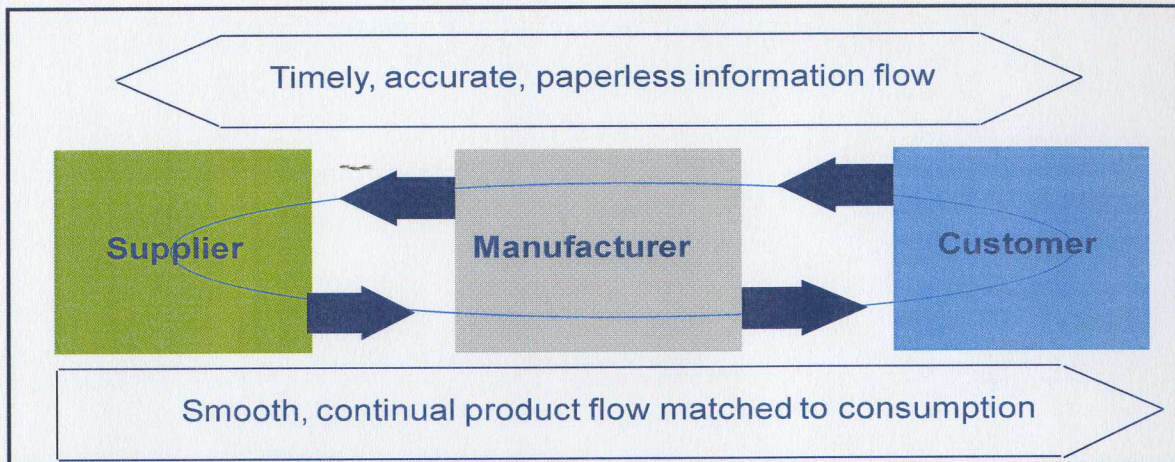 Timely, accurate, paperless information flow
Supplier
Manufacturer
Customer
Smooth, continual product flow matched to consumption